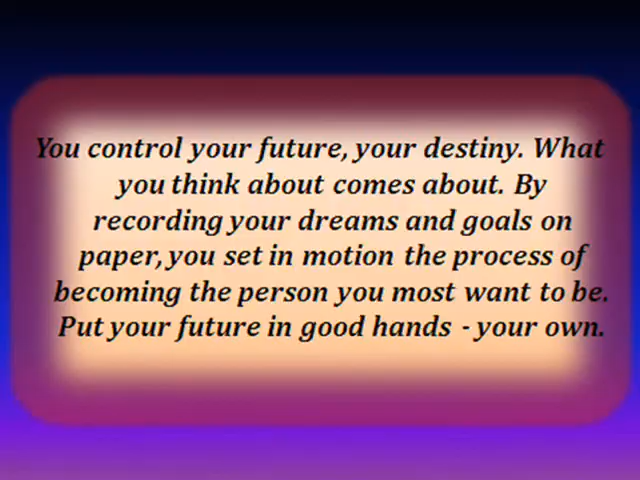 You control your future, your destiny. What
you think about comes about. By
recording your dreams and goals on
paper, you set in motion the process of
becoming the person you most want to be.
Put your future in good hands - your own.